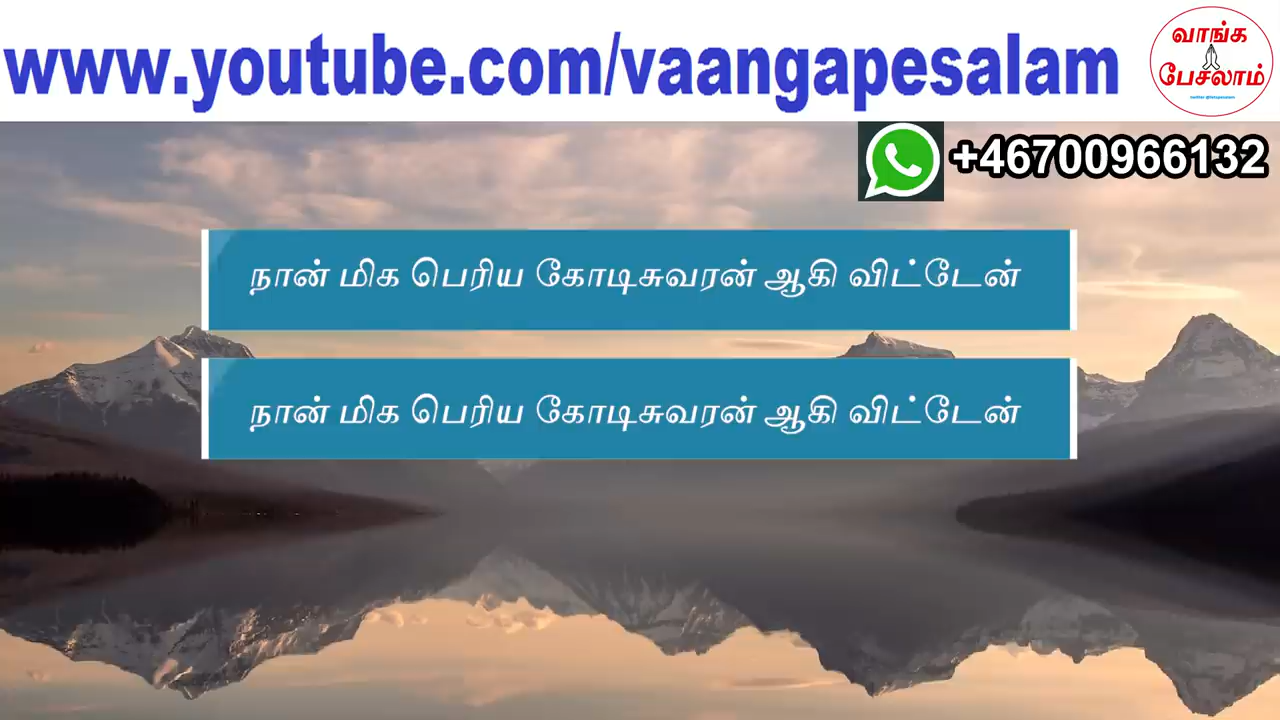 www.youtube.com/vaangapesalam
வாங்க
பேசலாம்
+46700966132
நான் மிக பெரிய கோடிசுவரன் ஆகி விட்டேன்
நான் மிக பெரிய கோடிசுவரன் ஆகி விட்டேன்